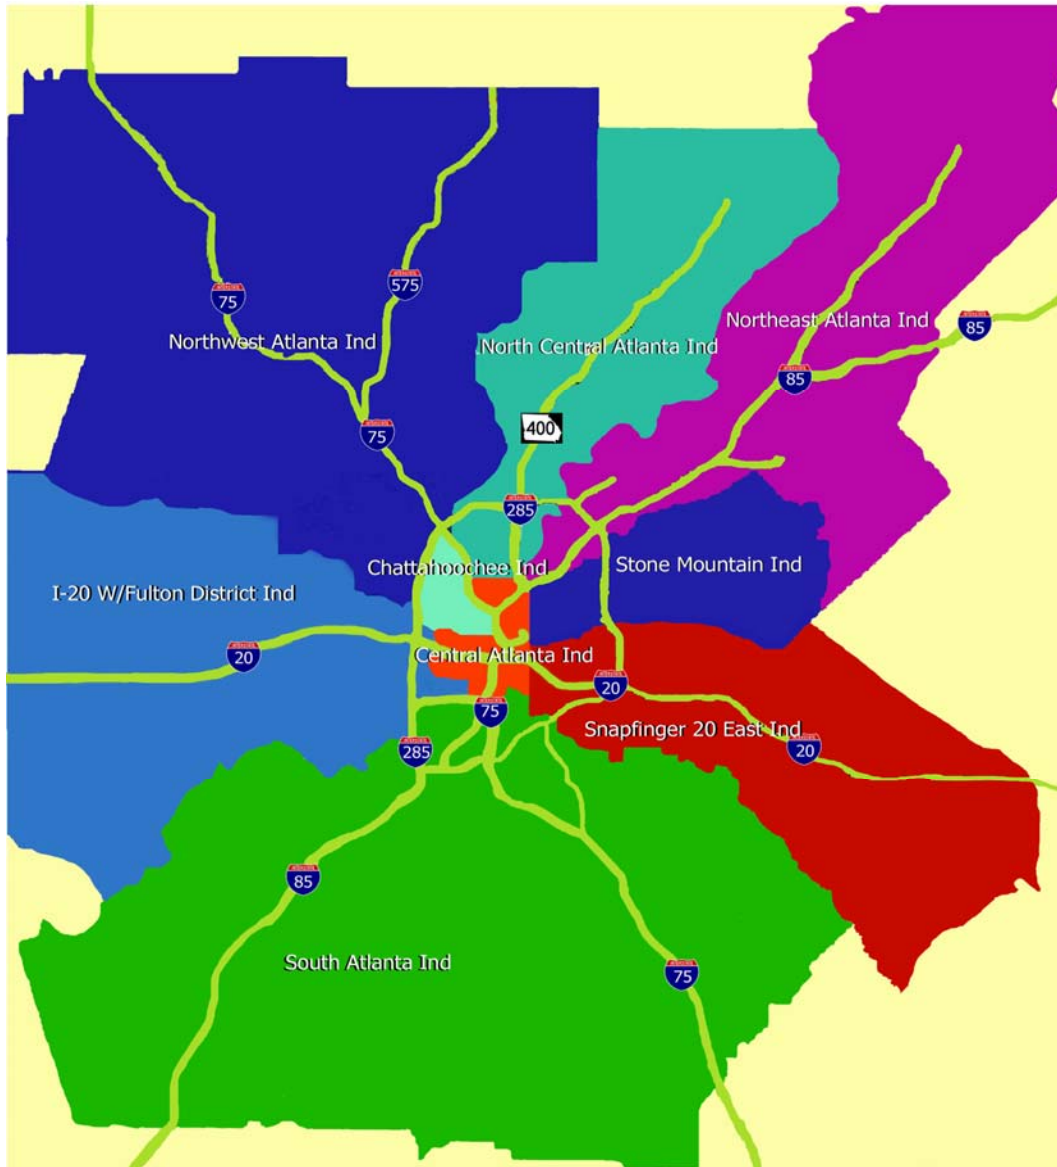 575
75
Northeast Atlanta Ind
85
Northwest Atlanta Ind
North Central Atlanta Ind
85
400
75
285
Chattahoochee Ind
Stone Mountain Ind
I-20 W/Fulton District Ind
20
Central Atlanta Ind
20
75
Snapfinger 20 East Ind
285
20
85
South Atlanta Ind
75